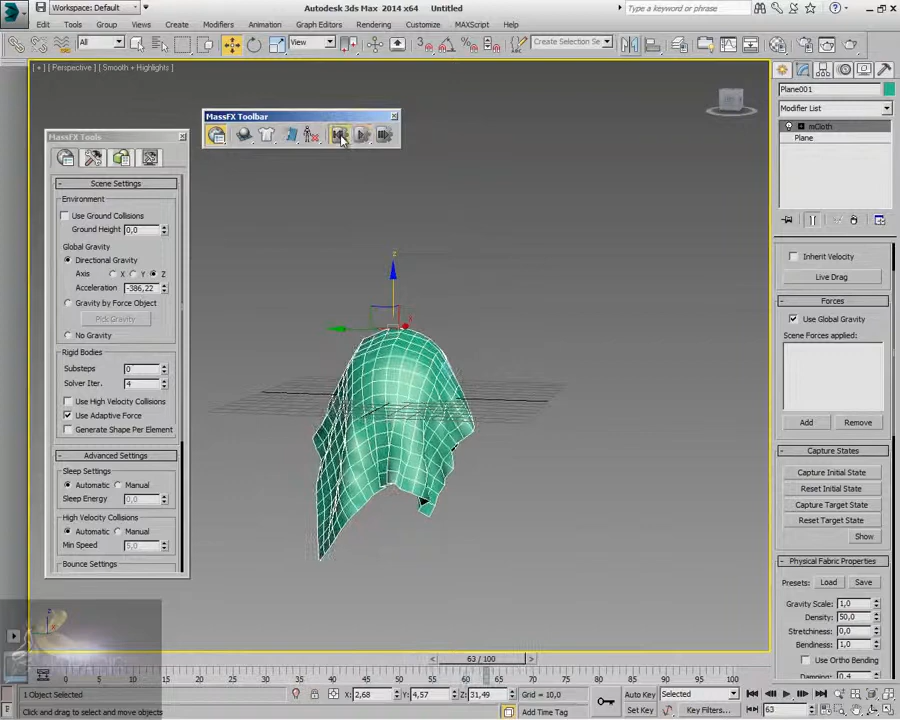 Workspace: Default
Autodesk 3ds Max 2014 x64    Untitled
Type a keyword or phrase
Edit Tools Group Views Create Modifiers Animation Graph Editors Rendering Customize MAXScript Help
All
View
Create Selection Se
[ + ] [ Perspective ] [ Smooth + Highlights ]
Plane001
Modifier List
mCloth
Plane
MassFX Toolbar
MassFX Tools
Scene Settings
Environment
Use Ground Collisions
Ground Height 0,0
Global Gravity
Directional Gravity
Axis X Y Z
Acceleration -386,22
Gravity by Force Object
Pick Gravity
No Gravity
Rigid Bodies
Substeps 0
Solver Iter. 4
Use High Velocity Collisions
Use Adaptive Force
Generate Shape Per Element
Advanced Settings
Sleep Settings
Automatic Manual
Sleep Energy 0,0
High Velocity Collisions
Automatic Manual
Min Speed 5,0
Bounce Settings
z
Inherit Velocity
Live Drag
Forces
Use Global Gravity
Scene Forces applied:
Add Remove
Capture States
Capture Initial State
Reset Initial State
Capture Target State
Reset Target State
Show
Physical Fabric Properties
Presets: Load Save
Gravity Scale 1,0
Density 50,0
Stretchiness 0,0
Bendiness 1,0
Use Ortho Bending
Damping 0,4
63 / 100
0 5 10 15 20 25 30 35 40 45 50 55 60 65 70 75 80 85 90 95 100
1 Object Selected
X: 2,68 Y: 4,57 Z: 31,49 Grid = 10,0
Auto Key Selected
Click and drag to select and move objects
Add Time Tag
Set Key Key Filters... 63